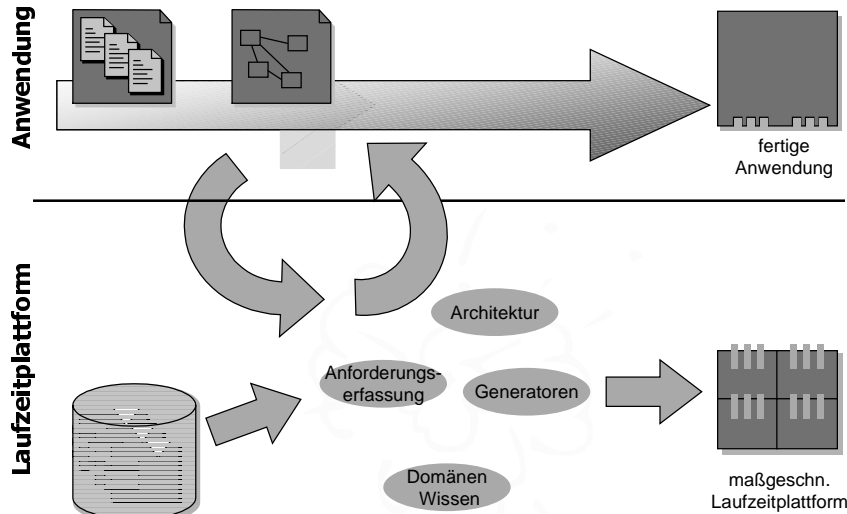 Anwendung
fertige
Anwendung
Laufzeitplattform
Architektur
Anforderungs-
erfassung
Generatoren
Domänen
Wissen
maßgeschn.
Laufzeitplattform